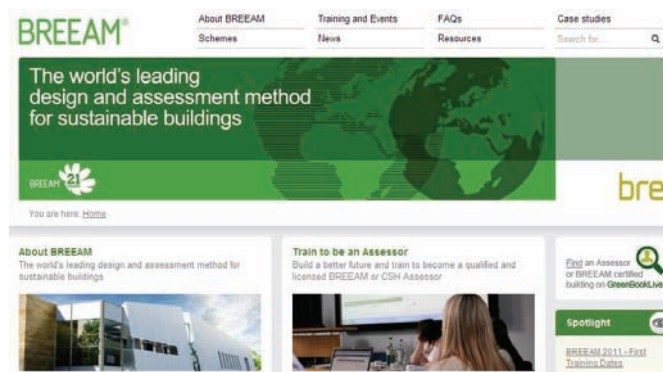 BREEAM®
About BREEAM
Training and Events
FAQs
Case studies
Schemes
News
Resources
Search for...
The world's leading
design and assessment method
for sustainable buildings
BREEAM 21
bre
You are here: Home
About BREEAM
The world's leading design and assessment method for
sustainable buildings
Train to be an Assessor
Build a better future and train to become a qualified and
licensed BREEAM or CSH Assessor
Find an Assessor
or BREEAM certified
building on GreenBookLive
Spotlight
BREEAM 2011 - First
Training Dates